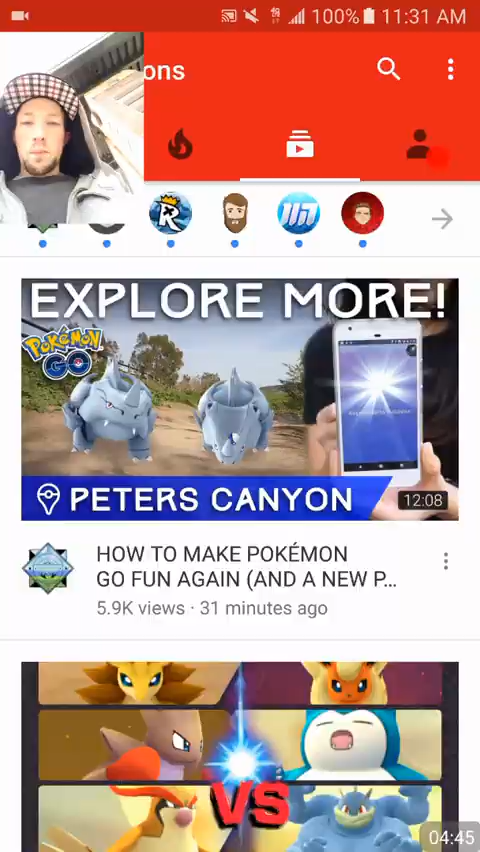 100% 11:31 AM
ons
EXPLORE MORE!
POKÉMON
GO
PETERS CANYON
12:08
HOW TO MAKE POKÉMON
GO FUN AGAIN (AND A NEW P...
5.9K views · 31 minutes ago
VS
04:45